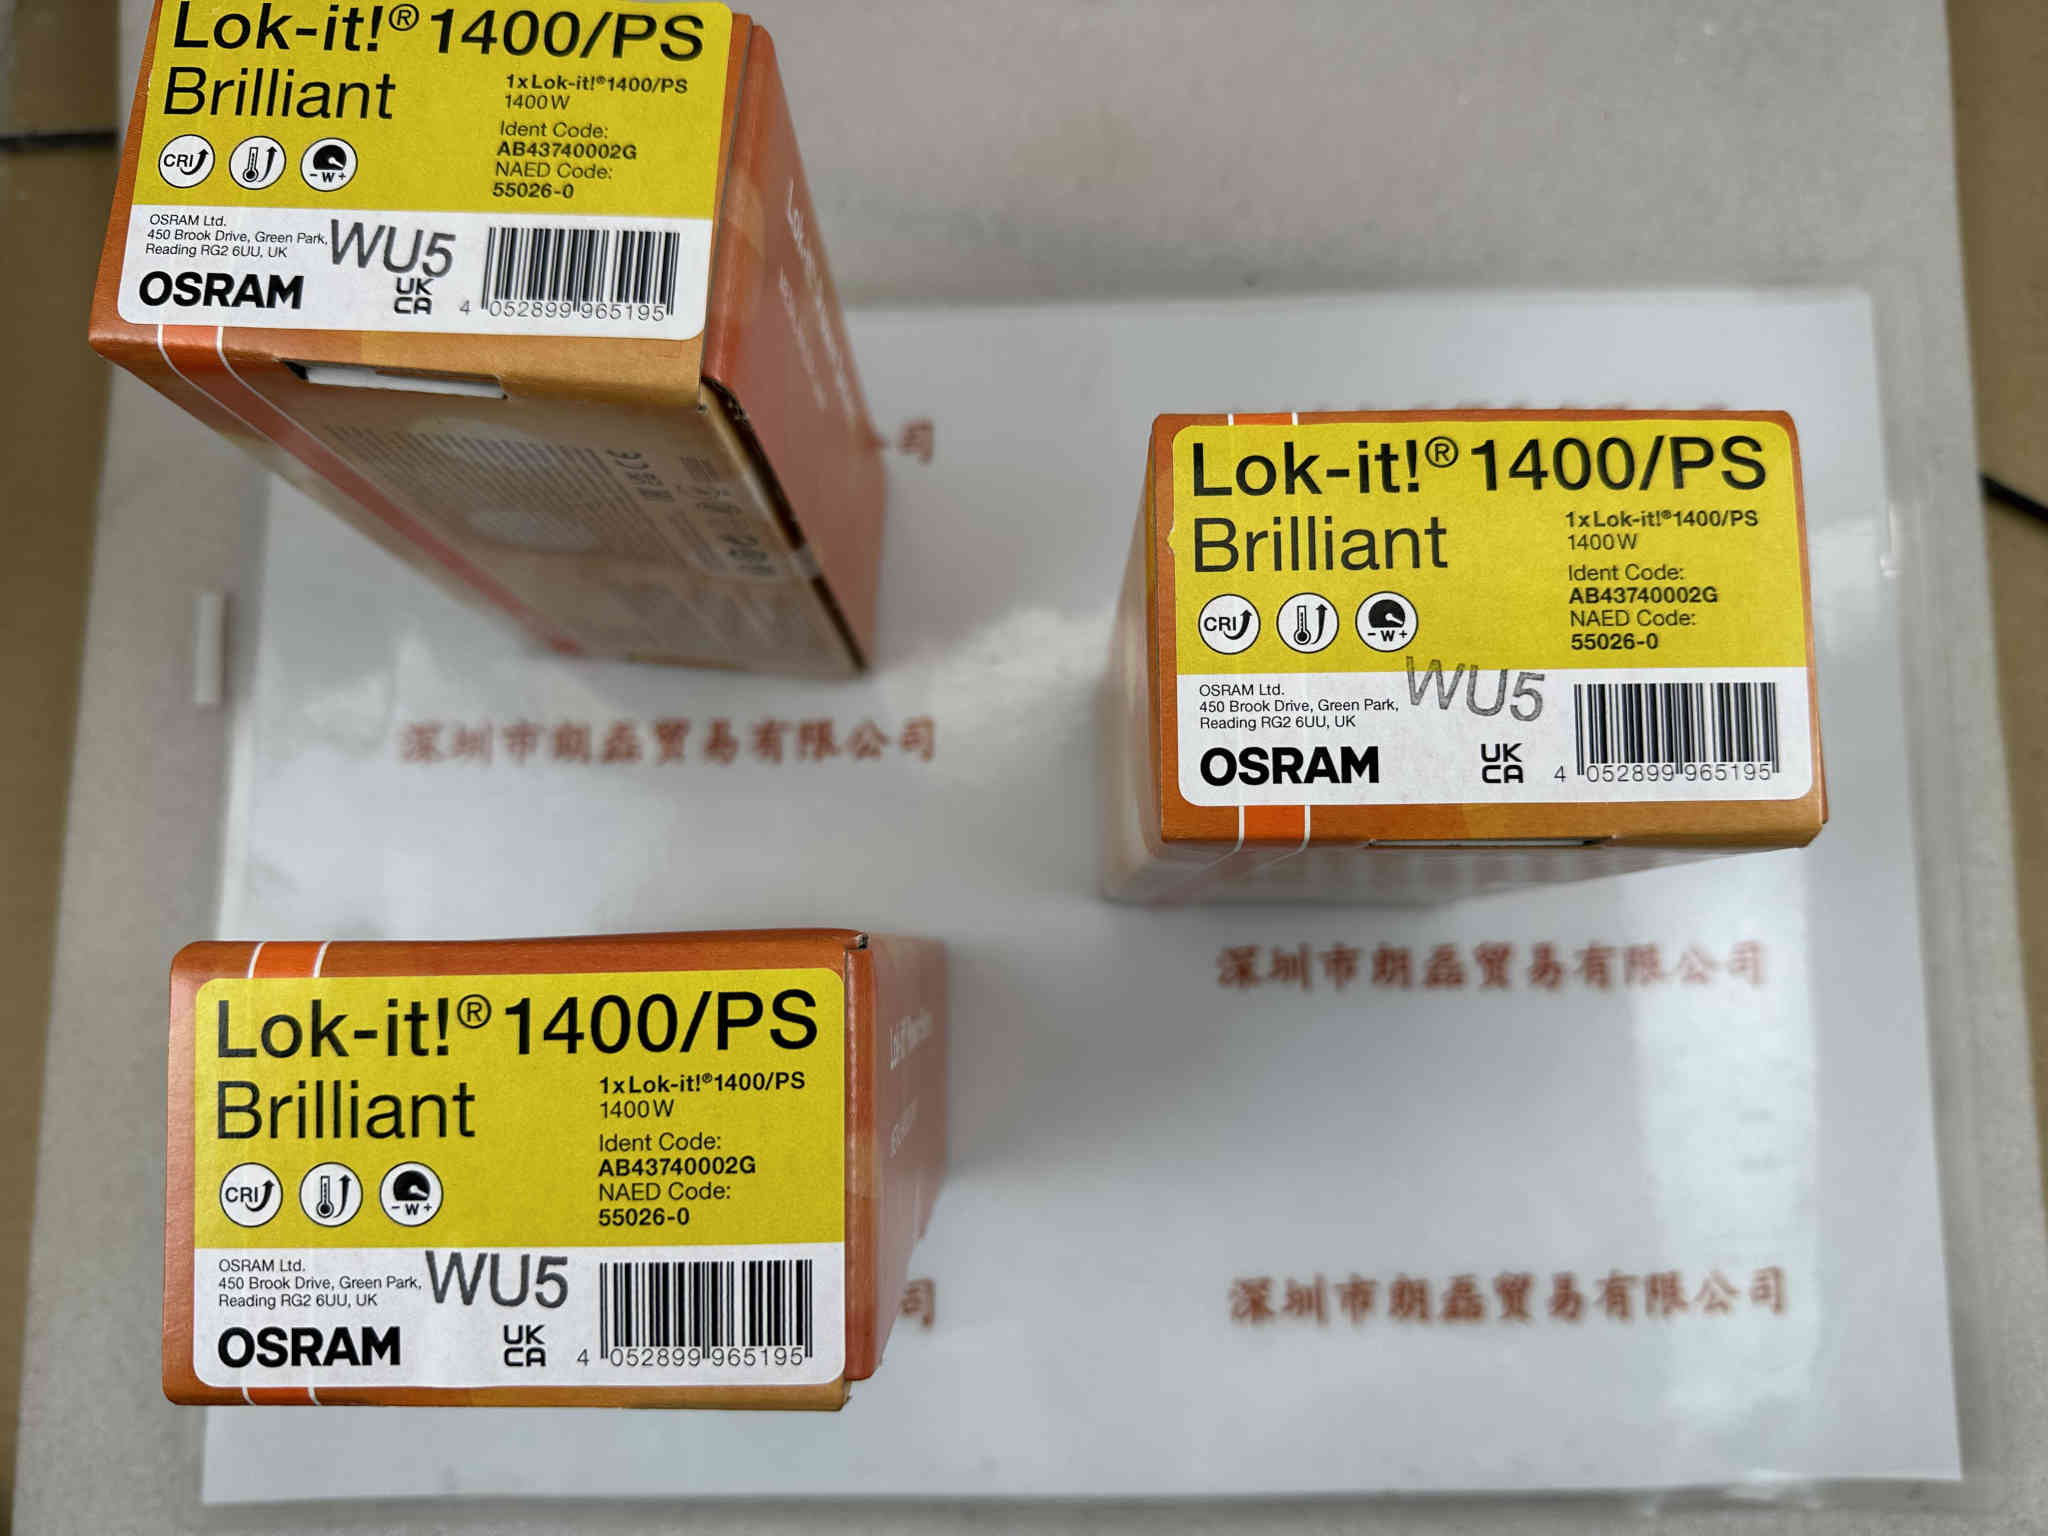 Lok-it!® 1400/PS
Brilliant
1xLok-it!®1400/PS
1400W
Ident Code:
AB43740002G
NAED Code:
55026-0
CRI
-W+
OSRAM Ltd.
450 Brook Drive, Green Park,
Reading RG2 6UU, UK
WU5
OSRAM
UK
CA
4 052899 965195
公司
Lok-it!® 1400/PS
Brilliant
1xLok-it!®1400/PS
1400W
Ident Code:
AB43740002G
NAED Code:
55026-0
CRI
-W+
OSRAM Ltd.
450 Brook Drive, Green Park,
Reading RG2 6UU, UK
WU5
OSRAM
UK
CA
4 052899 965195
深圳市朗磊贸易有限公司
深圳市朗磊贸易有限公司
Lok-it!® 1400/PS
Brilliant
1xLok-it!®1400/PS
1400W
Ident Code:
AB43740002G
NAED Code:
55026-0
CRI
-W+
OSRAM Ltd.
450 Brook Drive, Green Park,
Reading RG2 6UU, UK
WU5
OSRAM
UK
CA
4 052899 965195
司
深圳市朗磊贸易有限公司